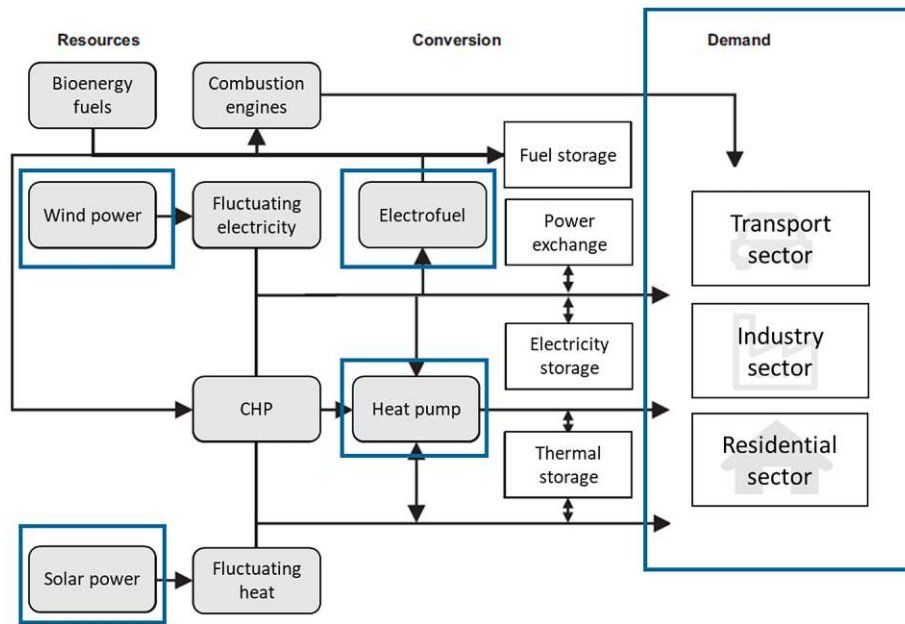 Resources
Conversion
Demand
Bioenergy
fuels
Combustion
engines
Fuel storage
Wind power
Fluctuating
electricity
Electrofuel
Power
exchange
Transport
sector
Electricity
storage
Industry
sector
CHP
Heat pump
Thermal
storage
Residential
sector
Solar power
Fluctuating
heat